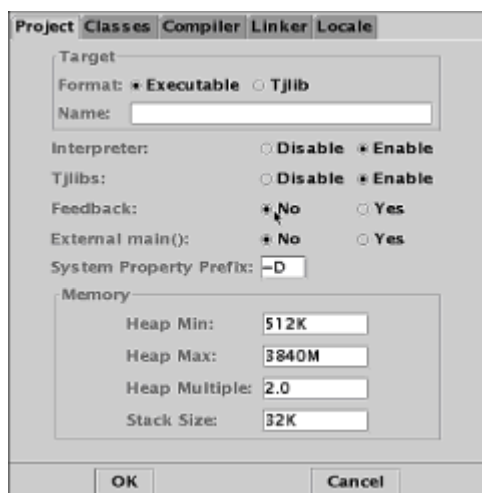 Project Classes Compiler Linker Locale
Target
Format: Executable Tjlib
Name:
Interpreter: Disable Enable
Tjlibs: Disable Enable
Feedback: No Yes
External main(): No Yes
System Property Prefix: -D
Memory
Heap Min: 512K
Heap Max: 3840M
Heap Multiple: 2.0
Stack Size: 32K
OK Cancel